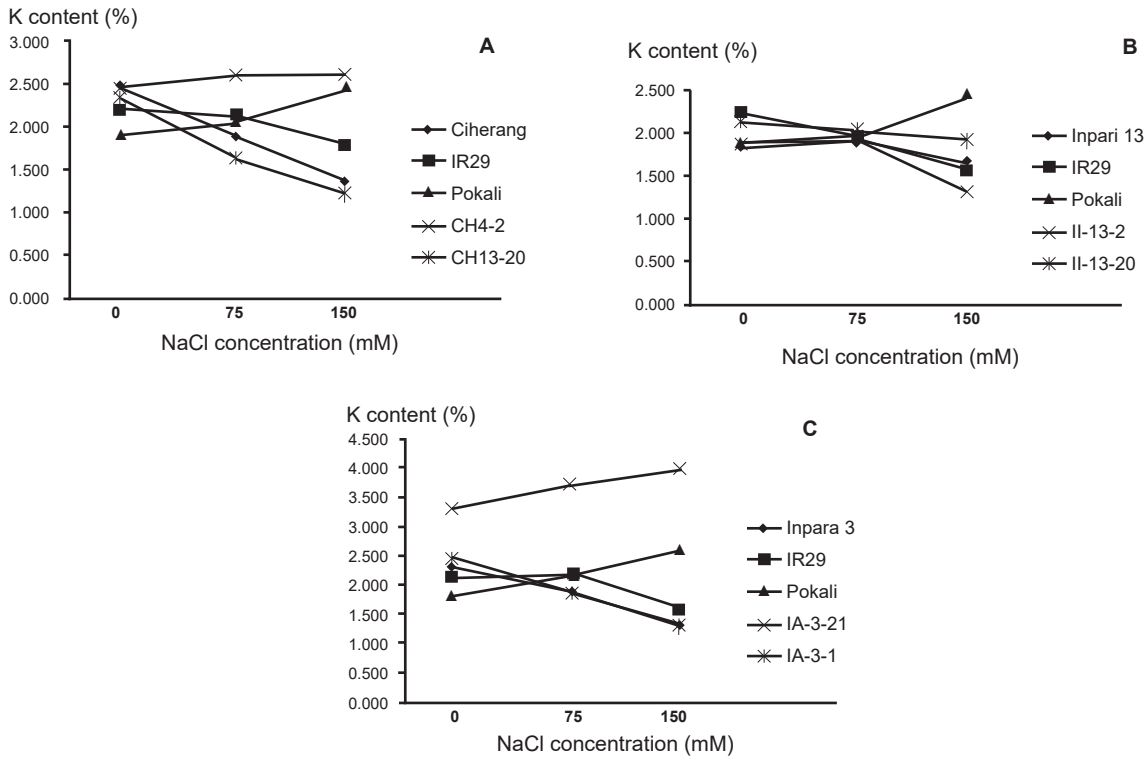 K content (%)
A
3.000
2.500
2.000
1.500
1.000
0.500
0.000
0 75 150
NaCl concentration (mM)
Ciherang
IR29
Pokali
CH4-2
CH13-20
K content (%)
B
2.500
2.000
1.500
1.000
0.500
0.000
0 75 150
NaCl concentration (mM)
Inpari 13
IR29
Pokali
II-13-2
II-13-20
K content (%)
C
4.500
4.000
3.500
3.000
2.500
2.000
1.500
1.000
0.500
0.000
0 75 150
NaCl concentration (mM)
Inpara 3
IR29
Pokali
IA-3-21
IA-3-1